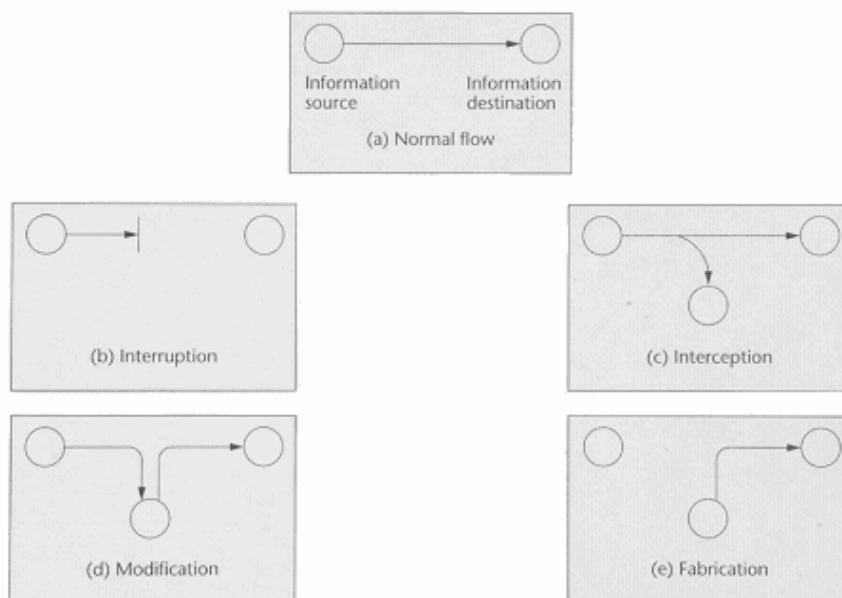 Information
source
Information
destination
(a) Normal flow
(b) Interruption
(c) Interception
(d) Modification
(e) Fabrication